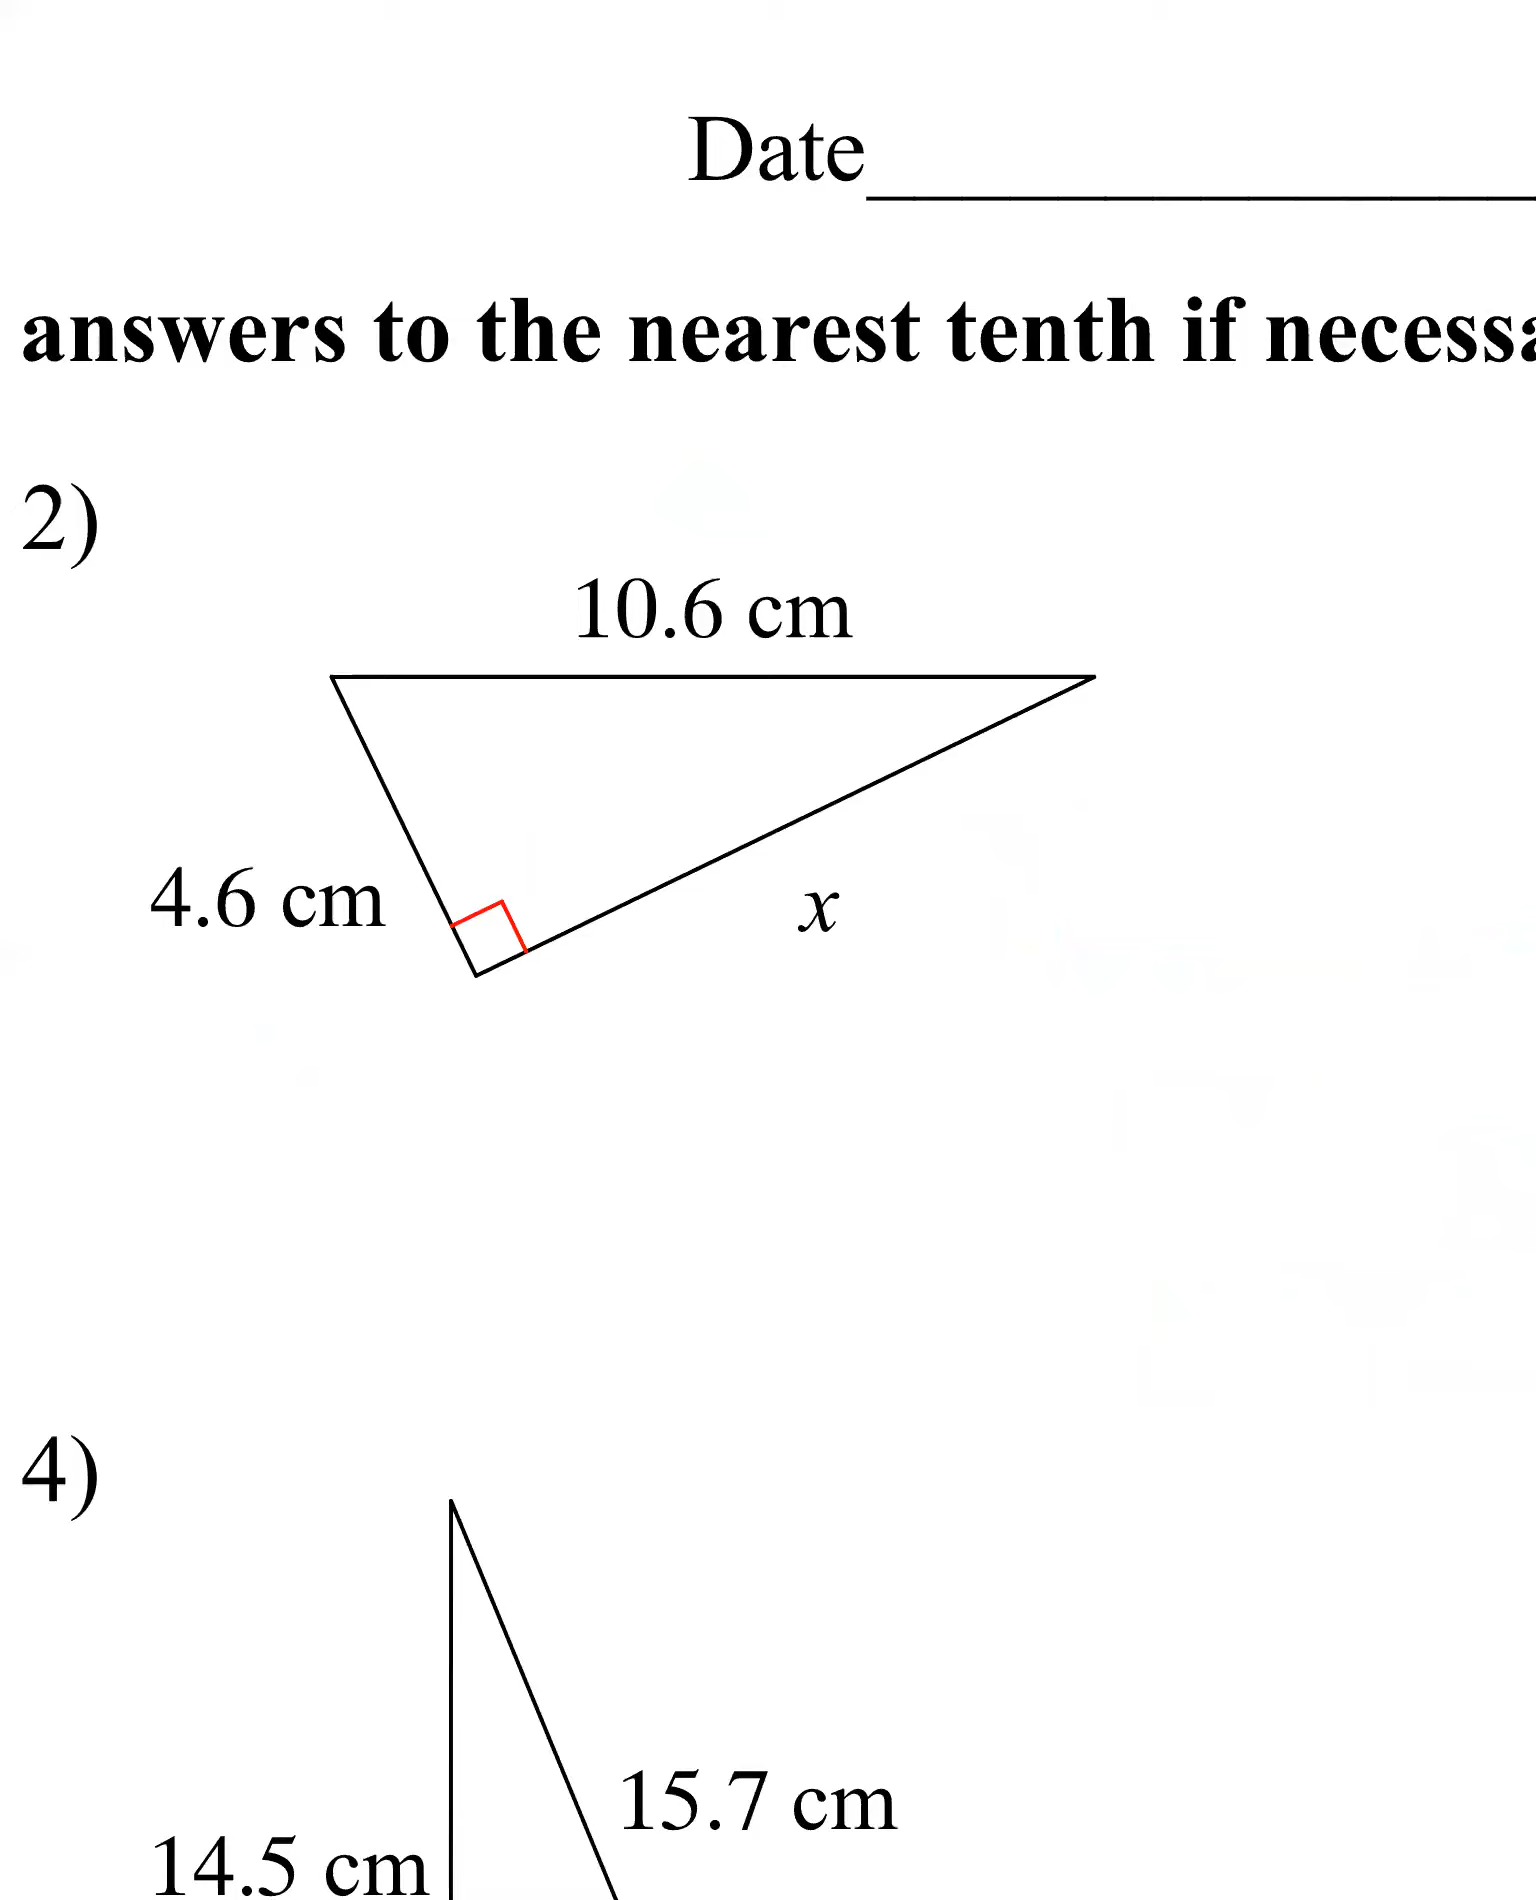 Date
answers to the nearest tenth if
2)
10.6 cm
4.6 cm
x
4)
15.7 cm
14.5 cm